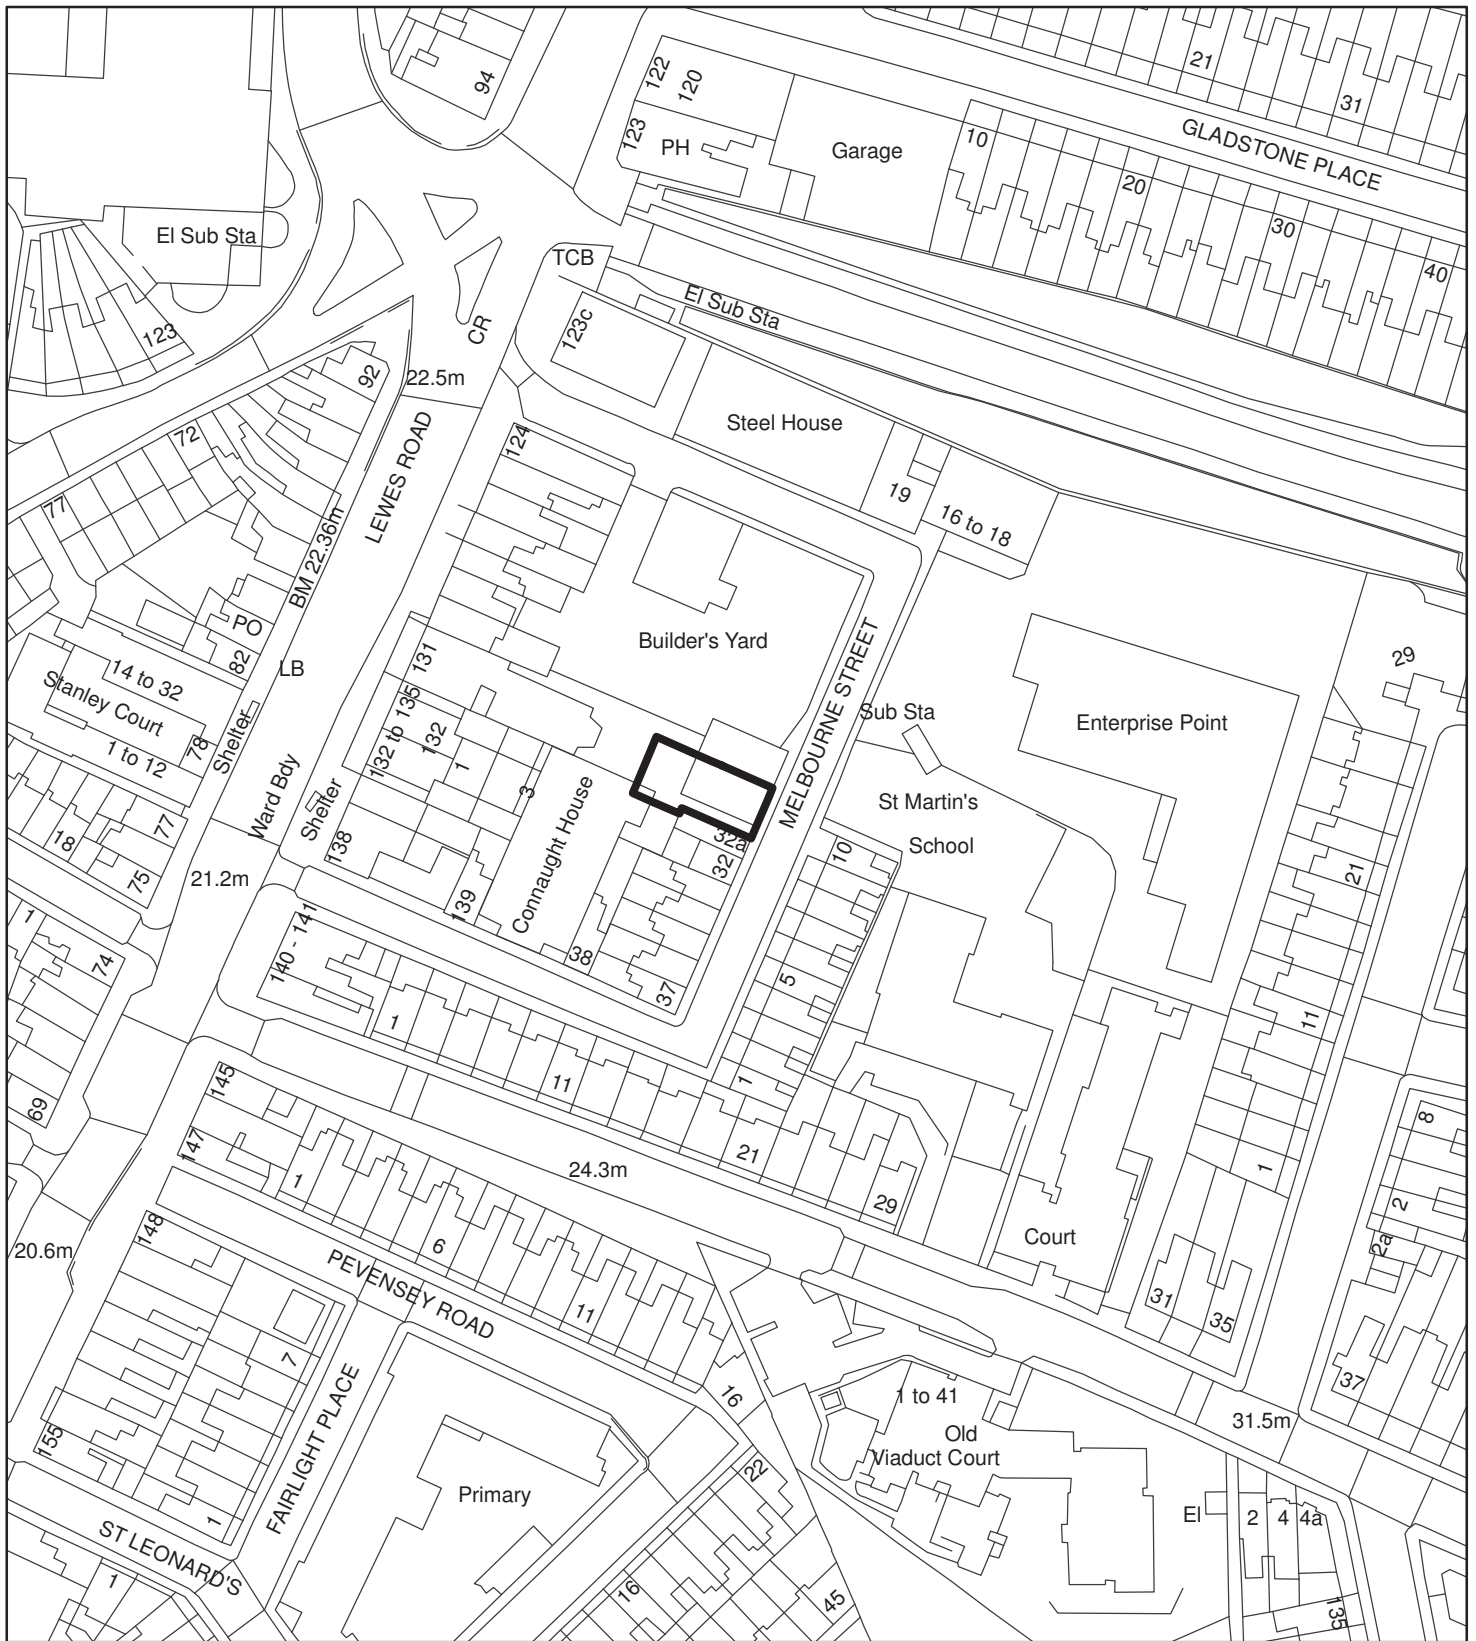 94
122
120
123
PH
Garage
21
31
GLADSTONE PLACE
10
20
30
40
El Sub Sta
TCB
El Sub Sta
123
CR
123c
92
22.5m
Steel House
72
124
LEWES ROAD
19
16 to 18
77
BM 22.36m
PO
82
LB
Builder's Yard
MELBOURNE STREET
29
14 to 32
Stanley Court
1 to 12
78
Shelter
131
132 to 135
132
1
3
Sub Sta
Enterprise Point
Ward Bdy
Shelter
138
Connaught House
St Martin's
School
18
77
75
21.2m
32a
32
10
21
139
38
37
5
1
74
140 - 141
1
11
11
1
69
145
147
1
21
29
24.3m
8
1
2
2a
20.6m
148
6
11
PEVENSEY ROAD
Court
31
35
7
16
1 to 41
Old
Viaduct Court
37
31.5m
155
FAIRLIGHT PLACE
1
Primary
22
El
2
4
4a
ST LEONARD'S
1
16
45
135